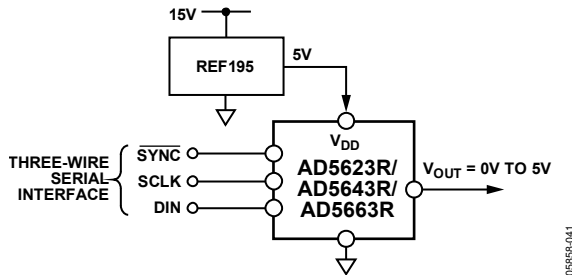 15V
REF195
5V
THREE-WIRE
SERIAL
INTERFACE
SYNC
SCLK
DIN
VDD
AD5623R/
AD5643R/
AD5663R
VOUT = 0V TO 5V
05858-041